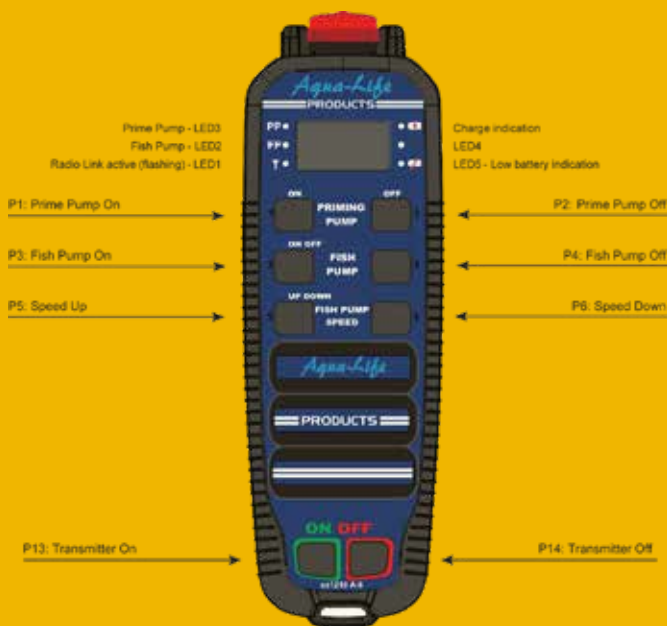 Aqua-Life
PRODUCTS
Prime Pump - LED3
PP
Charge indication
Fish Pump - LED2
FP
LED4
Radio Link active (flashing) - LED1
T
LED5 - Low battery indication
ON
OFF
P1: Prime Pump On
PRIMING
PUMP
P2: Prime Pump Off
ON OFF
P3: Fish Pump On
FISH
PUMP
P4: Fish Pump Off
UP DOWN
P5: Speed Up
FISH PUMP
SPEED
P6: Speed Down
Aqua-Life
PRODUCTS
ON OFF
P13: Transmitter On
P14: Transmitter Off